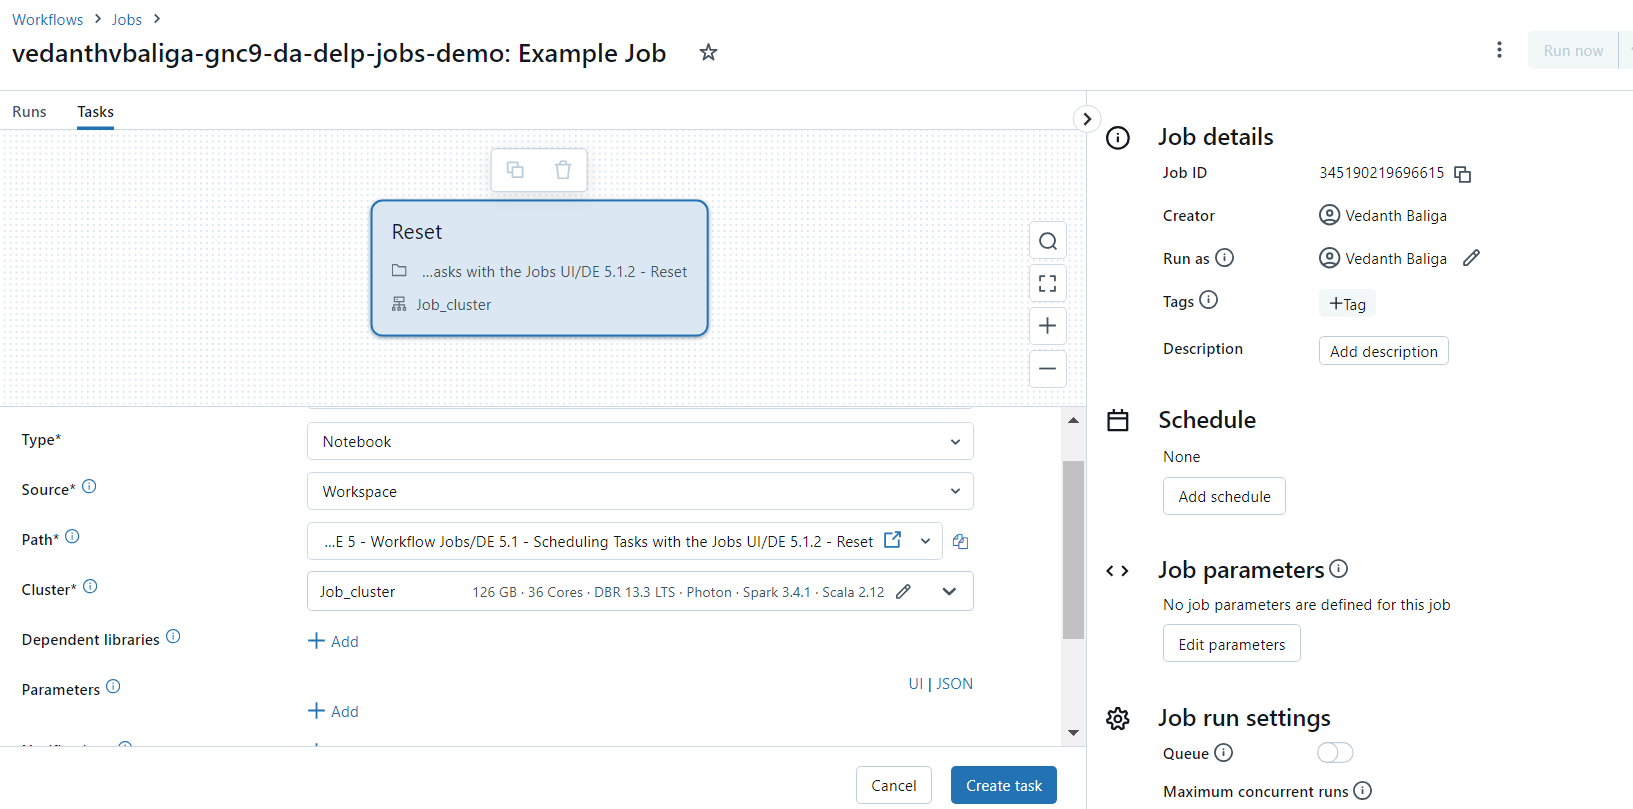 Workflows > Jobs >
vedanthvbaliga-gnc9-da-delp-jobs-demo: Example Job
Run now
Runs Tasks
Reset
...asks with the Jobs UI/DE 5.1.2 - Reset
Job_cluster
Type* Notebook
Source* Workspace
Path* ...E 5 - Workflow Jobs/DE 5.1 - Scheduling Tasks with the Jobs UI/DE 5.1.2 - Reset
Cluster* Job_cluster 126 GB · 36 Cores · DBR 13.3 LTS · Photon · Spark 3.4.1 · Scala 2.12
Dependent libraries + Add
Parameters UI | JSON
+ Add
Cancel Create task
Job details
Job ID 345190219696615
Creator Vedanth Baliga
Run as Vedanth Baliga
Tags +Tag
Description Add description
Schedule
None
Add schedule
Job parameters
No job parameters are defined for this job
Edit parameters
Job run settings
Queue
Maximum concurrent runs